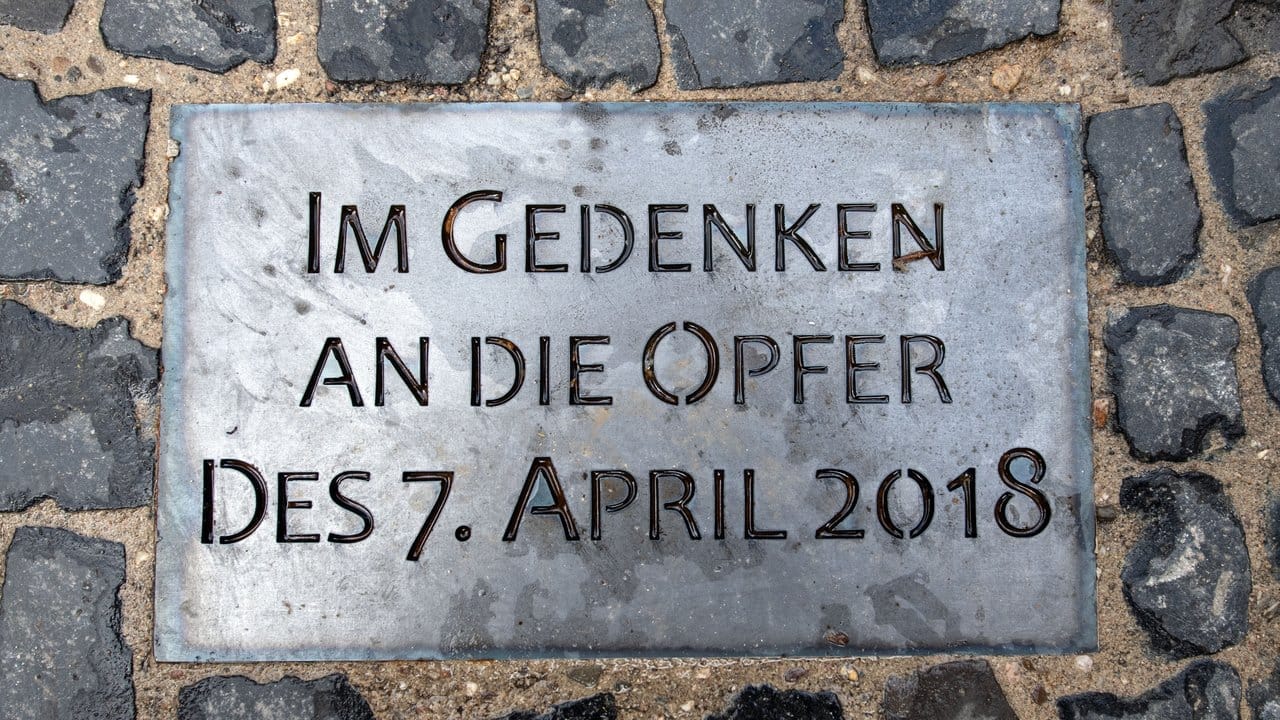 Im Gedenken
an die Opfer
Des 7. April 2018